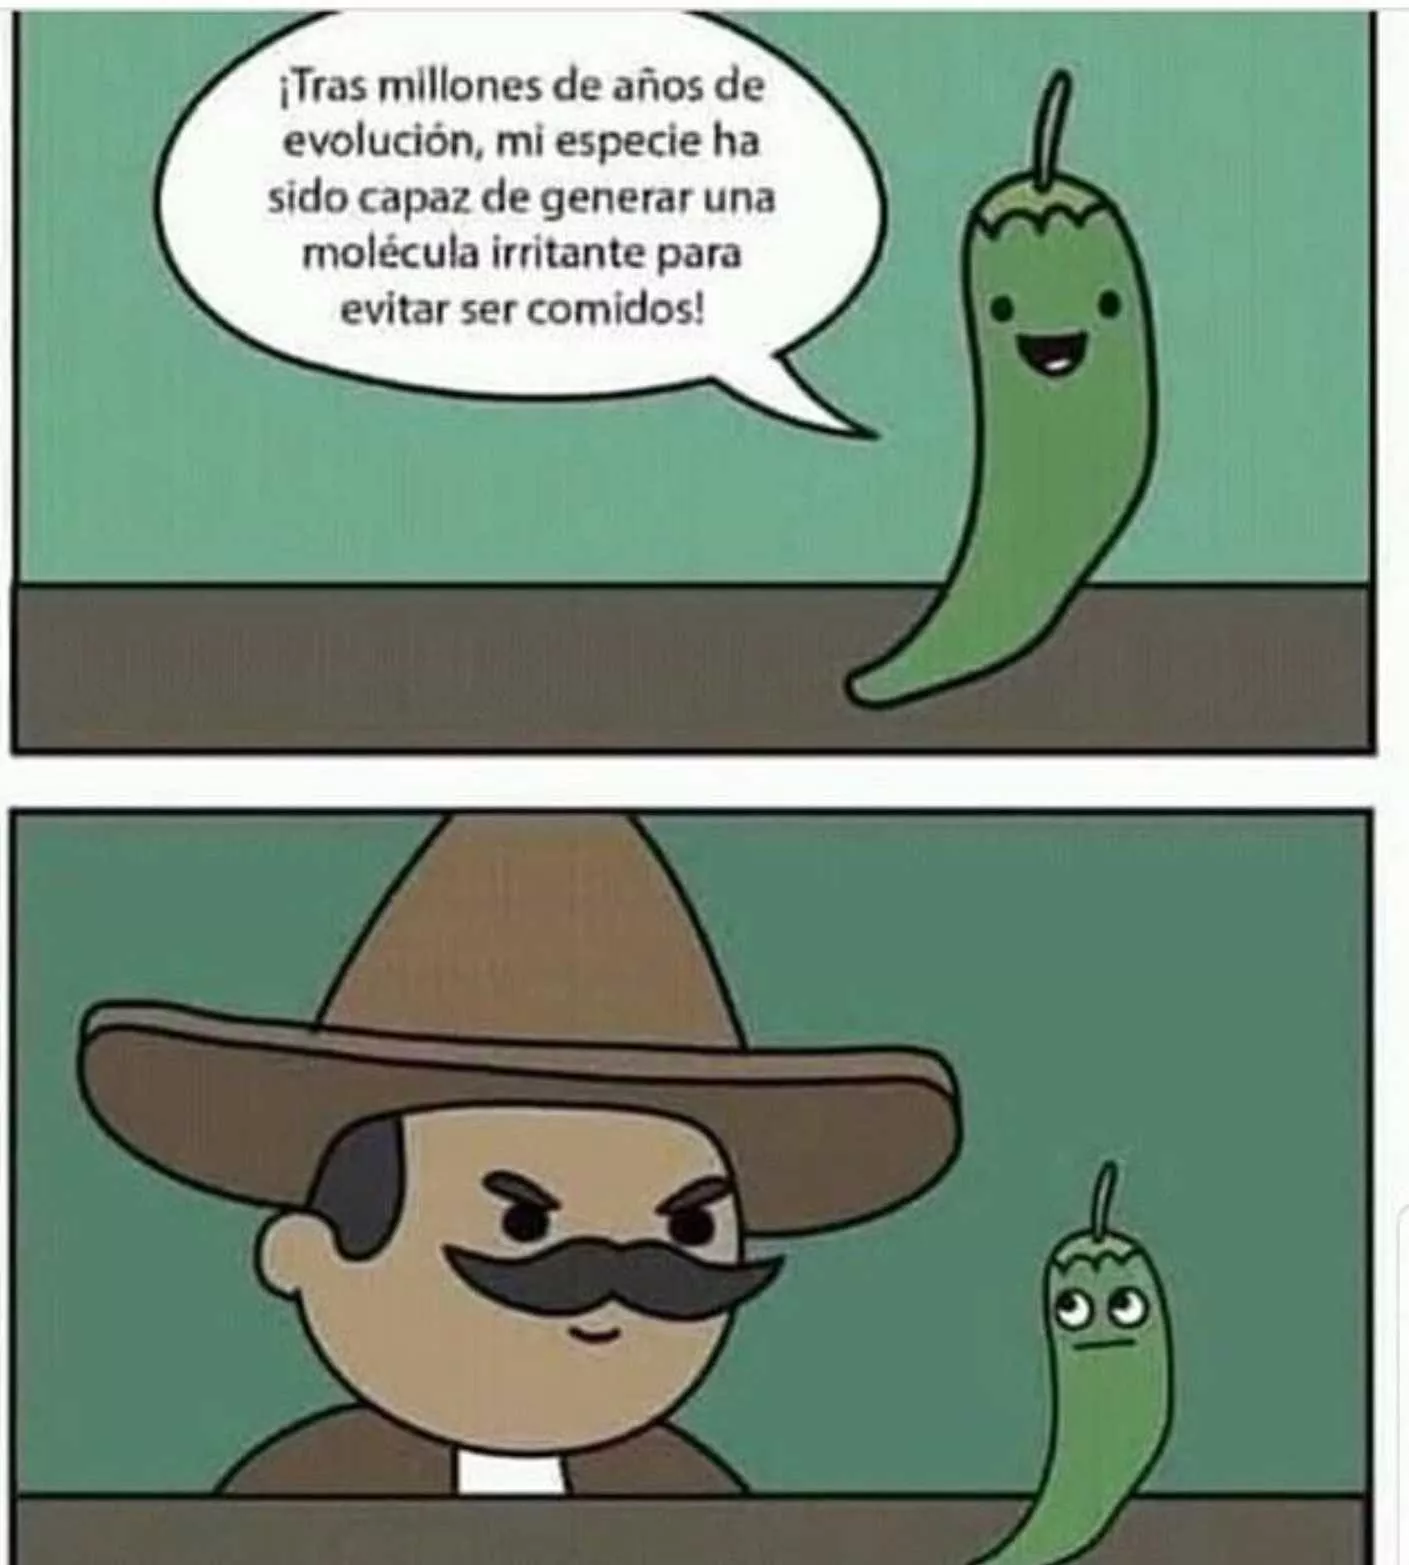 ¡Tras millones de años de
evolución, mi especie ha
sido capaz de generar una
molécula irritante para
evitar ser comidos!